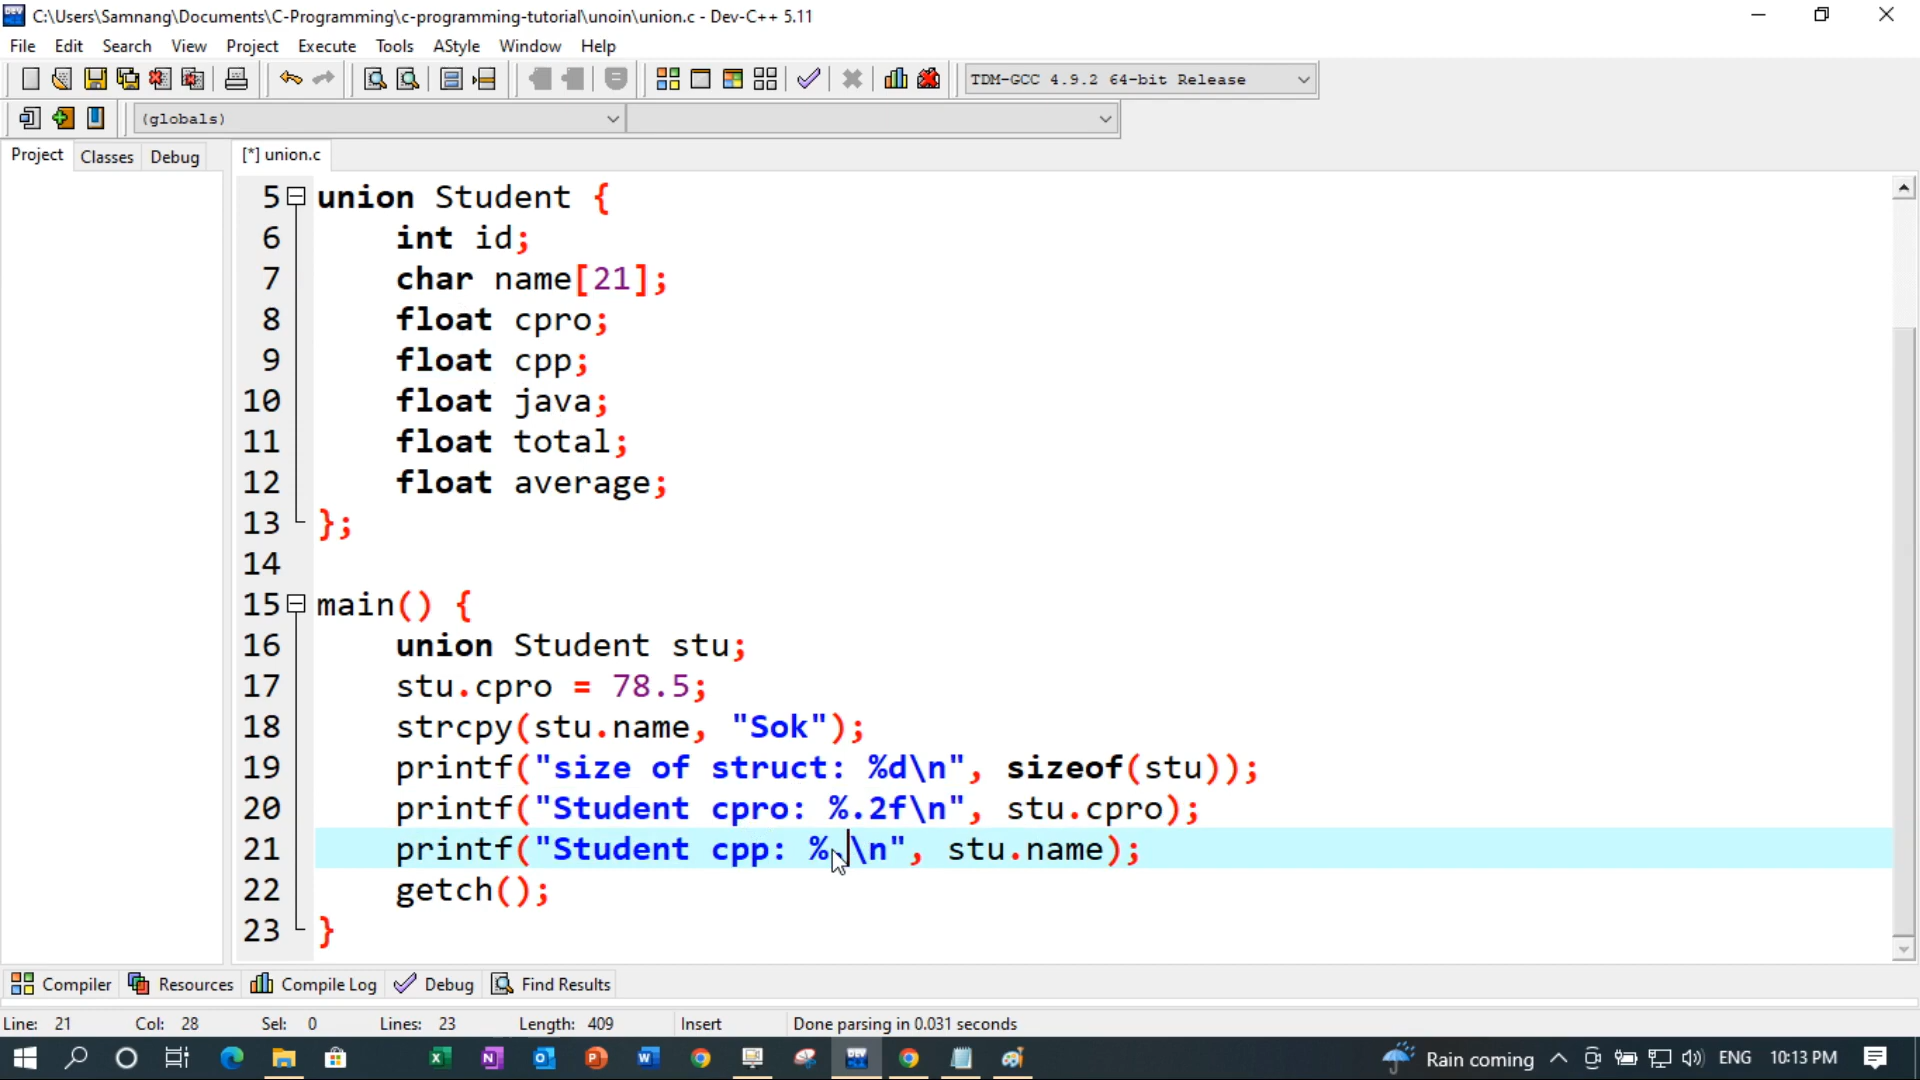 C:\Users\Samnang\Documents\C-Programming\c-programming-tutorial\unoin\union.c - Dev-C++ 5.11
File Edit Search View Project Execute Tools AStyle Window Help
TDM-GCC 4.9.2 64-bit Release
(globals)
Project Classes Debug [*] union.c
5 union Student {
6 int id;
7 char name[21];
8 float cpro;
9 float cpp;
10 float java;
11 float total;
12 float average;
13 };
14
15 main() {
16 union Student stu;
17 stu.cpro = 78.5;
18 strcpy(stu.name, "Sok");
19 printf("size of struct: %d\n", sizeof(stu));
20 printf("Student cpro: %.2f\n", stu.cpro);
21 printf("Student cpp: %.\n", stu.name);
22 getch();
23 }
Compiler Resources Compile Log Debug Find Results
Line: 21 Col: 28 Sel: 0 Lines: 23 Length: 409 Insert Done parsing in 0.031 seconds
Rain coming ENG 10:13 PM